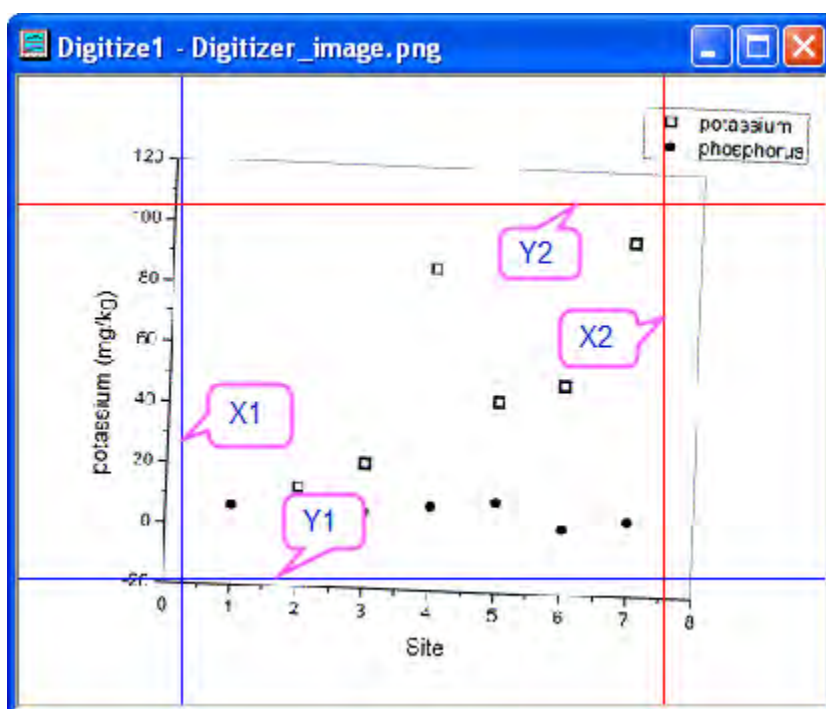 Digitize1 - Digitizer_image.png
potassium
phosphorus
120
100
80
60
40
20
0
-20
potassium (mg/kg)
Y2
X2
X1
Y1
0 1 2 3 4 5 6 7 8
Site